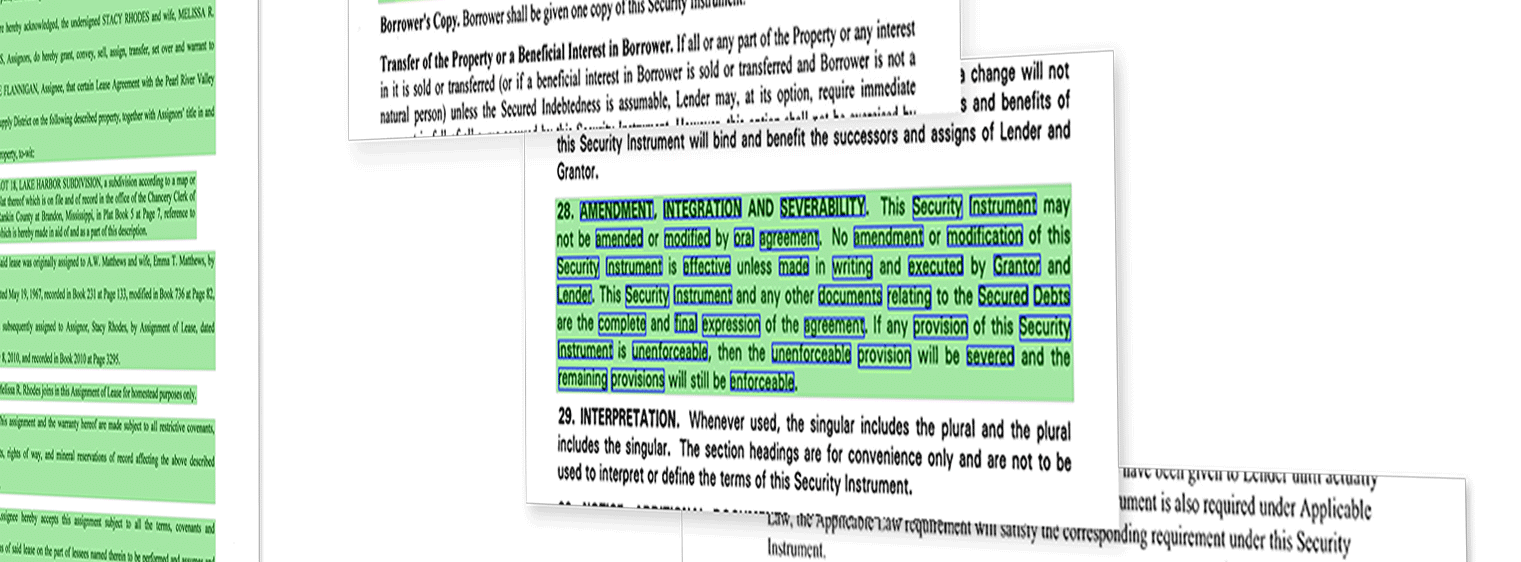 e hereby acknowledged, the undersigned STACY RHODES and wife, MELISSA R.
S, Assignors, do hereby grant, convey, sell, assign, transfer, set over and warrant to
E FLANNIGAN, Assignee, that certain Lease Agreement with the Pearl River Valley
upply District on the following described property, together with Assignors' title in and
operty, to-wit:
OT 18, LAKE HARBOR SUBDIVISION, a subdivision according to a map or
lat thereof which is on file and of record in the office of the Chancery Clerk of
ankin County at Brandon, Mississippi, in Plat Book 5 at Page 7, reference to
hich is hereby made in aid of and as a part of this description.
aid lease was originally assigned to A.W. Matthews and wife, Emma T. Matthews, by
ted May 19, 1967, recorded in Book 231 at Page 133, modified in Book 736 at Page 82,
subsequently assigned to Assignor, Stacy Rhodes, by Assignment of Lease, dated
8, 2010, and recorded in Book 2010 at Page 3295.
elissa R. Rhodes joins in this Assignment of Lease for homestead purposes only.
his assignment and the warranty hereof are made subject to all restrictive covenants,
s, rights of way, and mineral reservations of record affecting the above described
ssignee hereby accepts this assignment subject to all the terms, covenants and
s of said lease on the part of lessees named therein to be performed and assumes and
Borrower's Copy. Borrower shall be given one copy of this Security Instrument.
Transfer of the Property or a Beneficial Interest in Borrower. If all or any part of the Property or any interest
in it is sold or transferred (or if a beneficial interest in Borrower is sold or transferred and Borrower is not a
natural person) unless the Secured Indebtedness is assumable, Lender may, at its option, require immediate
a change will not
s and benefits of
this Security Instrument will bind and benefit the successors and assigns of Lender and
Grantor.
28. AMENDMENT, INTEGRATION AND SEVERABILITY. This Security Instrument may
not be amended or modified by oral agreement. No amendment or modification of this
Security Instrument is effective unless made in writing and executed by Grantor and
Lender. This Security Instrument and any other documents relating to the Secured Debts
are the complete and final expression of the agreement. If any provision of this Security
Instrument is unenforceable, then the unenforceable provision will be severed and the
remaining provisions will still be enforceable.
29. INTERPRETATION. Whenever used, the singular includes the plural and the plural
includes the singular. The section headings are for convenience only and are not to be
used to interpret or define the terms of this Security Instrument.
have been given to Lender until actually
ument is also required under Applicable
Law, the Applicable Law requirement will satisfy the corresponding requirement under this Security
Instrument.